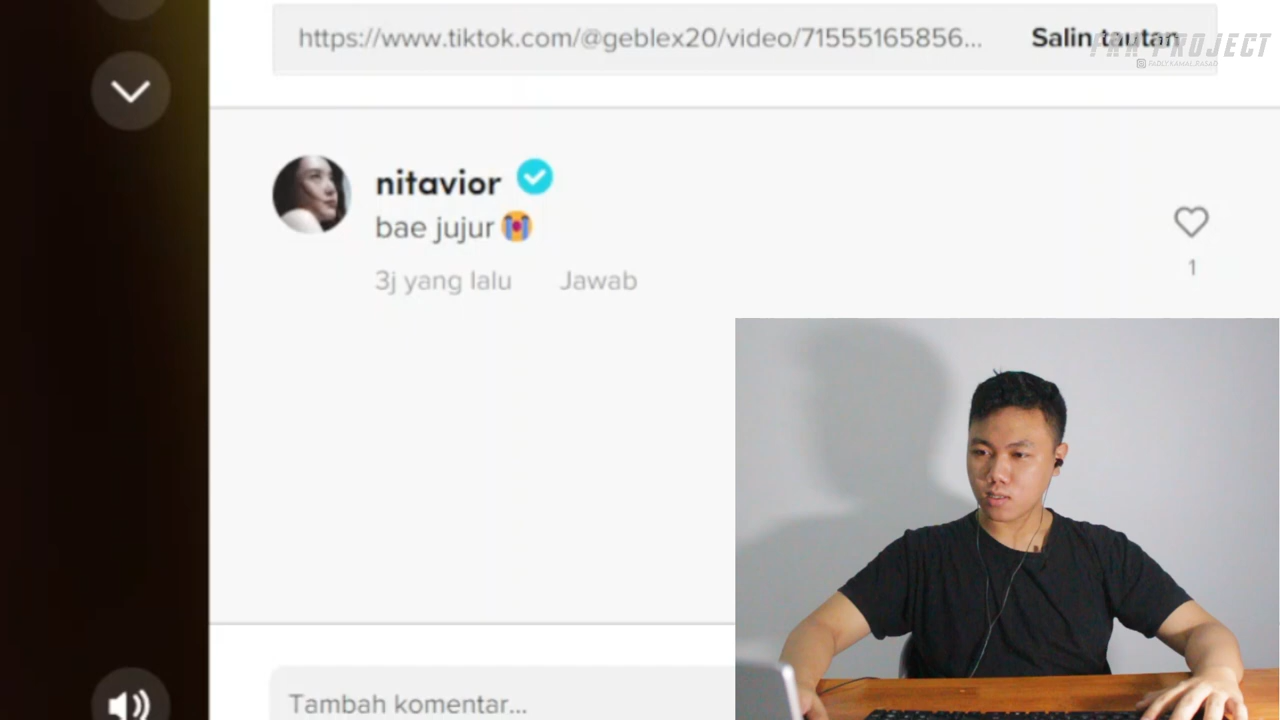 https://www.tiktok.com/@geblex20/video/71555165856...
Salin tautan
PROJECT
nitavior
bae jujur 😭
3j yang lalu
Jawab
1
Tambah komentar...